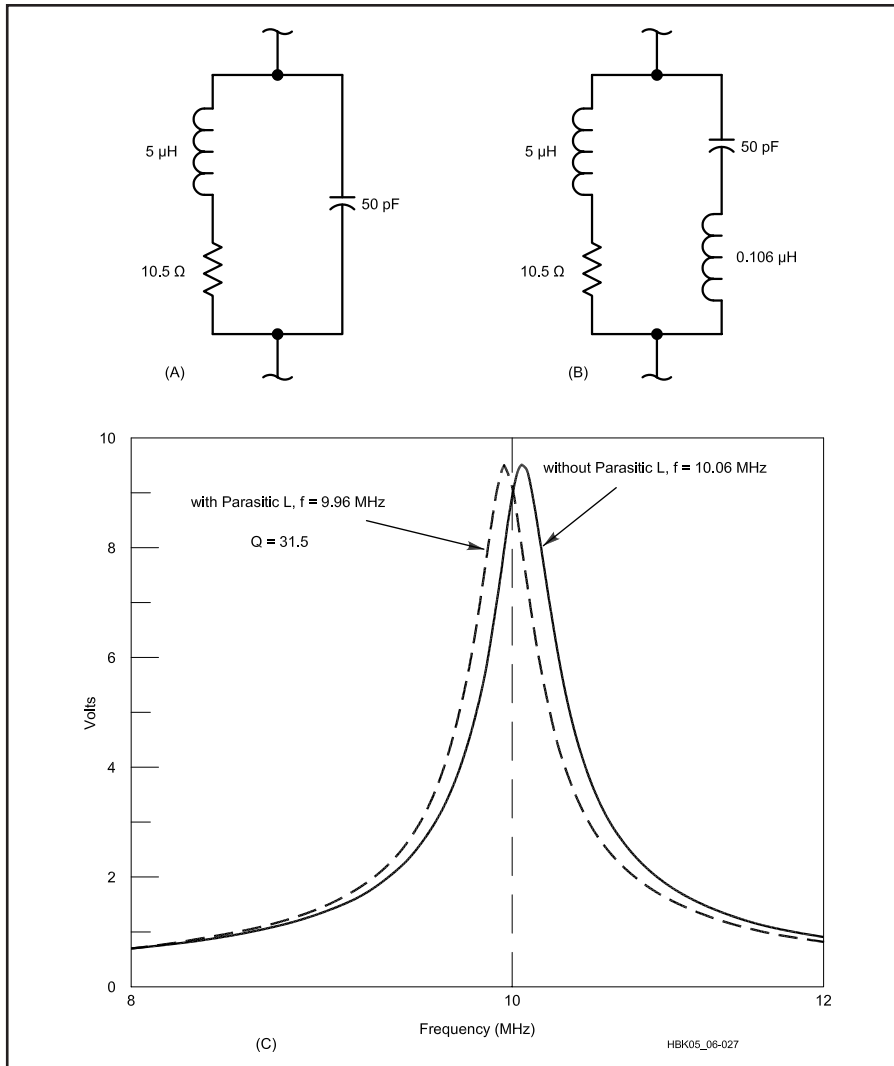 5 µH
50 pF
10.5 Ω
(A)
5 µH
50 pF
0.106 µH
10.5 Ω
(B)
10
8
6
4
2
0
Volts
with Parasitic L, f = 9.96 MHz
Q = 31.5
without Parasitic L, f = 10.06 MHz
8
10
12
Frequency (MHz)
(C)
HBK05_06-027